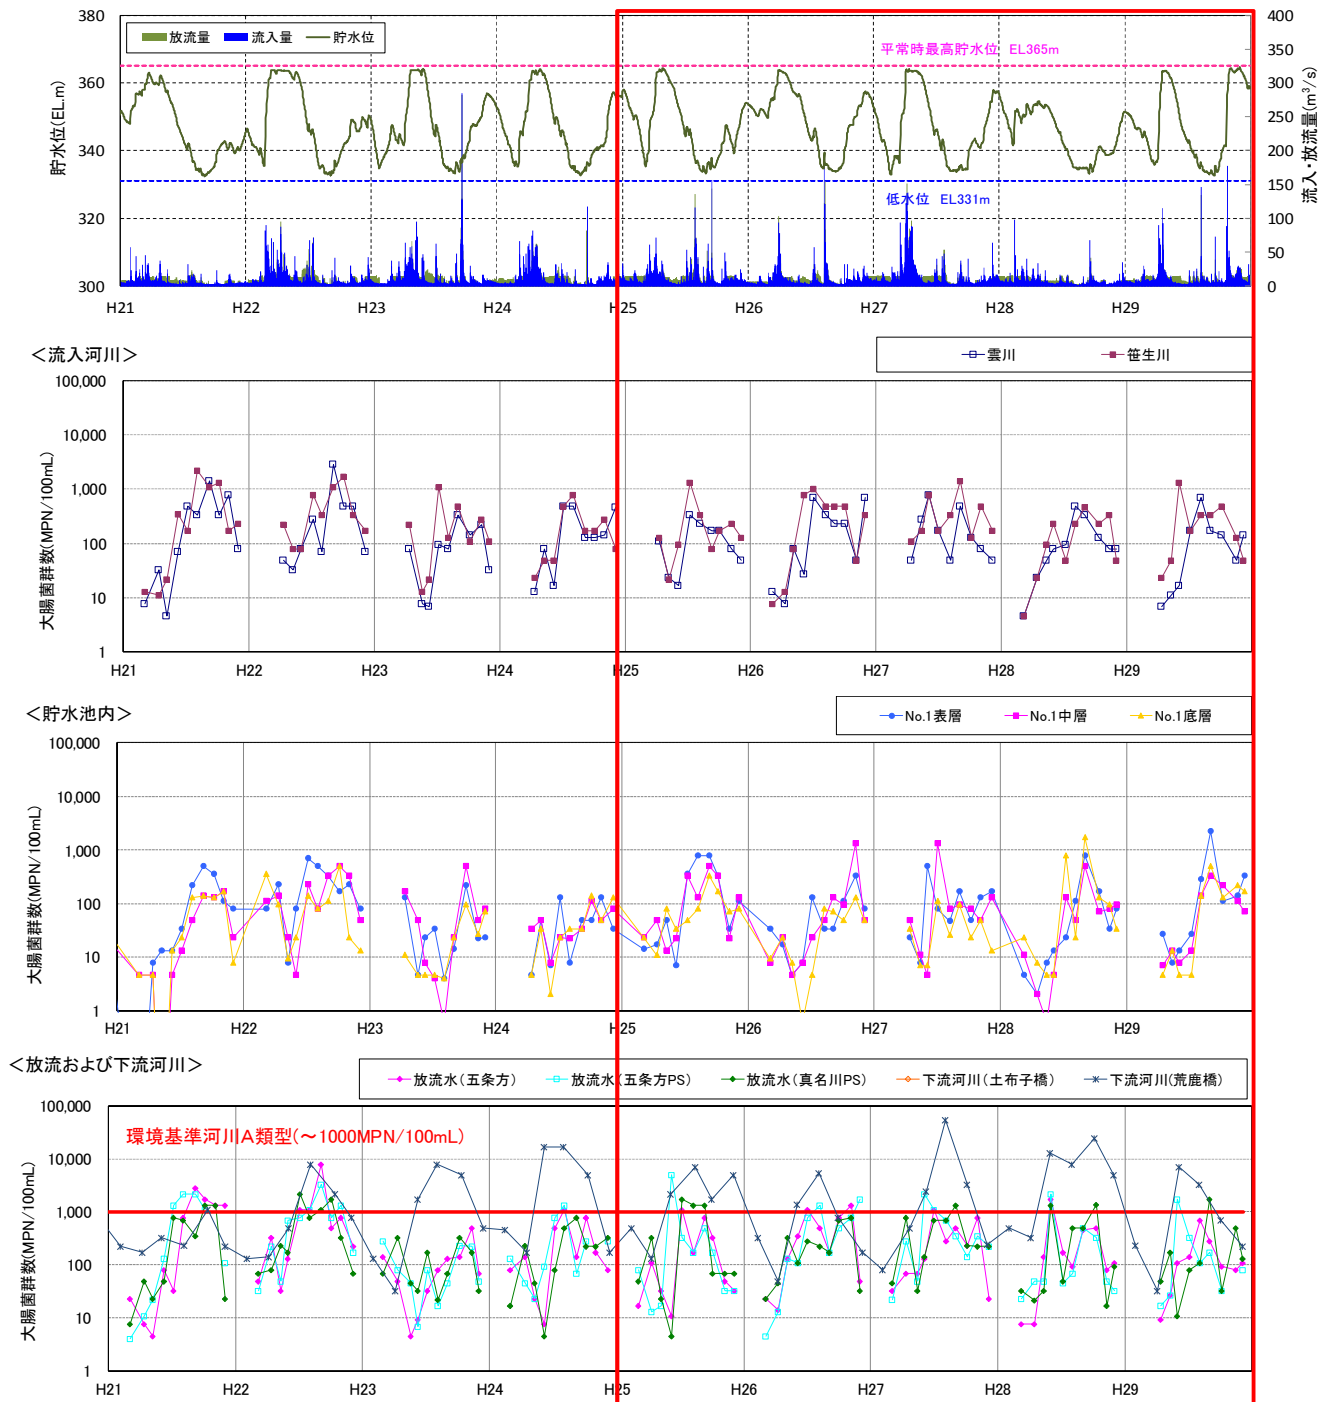 380
400
放流量 流入量 貯水位
平常時最高貯水位 EL365m
350
360
300
貯水位(EL.m)
250
340
200
流入・放流量(m³/s)
150
低水位 EL331m
320
100
50
300
0
H21 H22 H23 H24 H25 H26 H27 H28 H29
＜流入河川＞
雲川 笹生川
100,000
10,000
1,000
100
10
1
大腸菌群数(MPN/100mL)
H21 H22 H23 H24 H25 H26 H27 H28 H29
＜貯水池内＞
No.1表層 No.1中層 No.1底層
100,000
10,000
1,000
100
10
1
大腸菌群数(MPN/100mL)
H21 H22 H23 H24 H25 H26 H27 H28 H29
＜放流および下流河川＞
放流水(五条方) 放流水(五条方PS) 放流水(真名川PS) 下流河川(土布子橋) 下流河川(荒鹿橋)
100,000
環境基準河川A類型(～1000MPN/100mL)
10,000
1,000
100
10
1
大腸菌群数(MPN/100mL)
H21 H22 H23 H24 H25 H26 H27 H28 H29